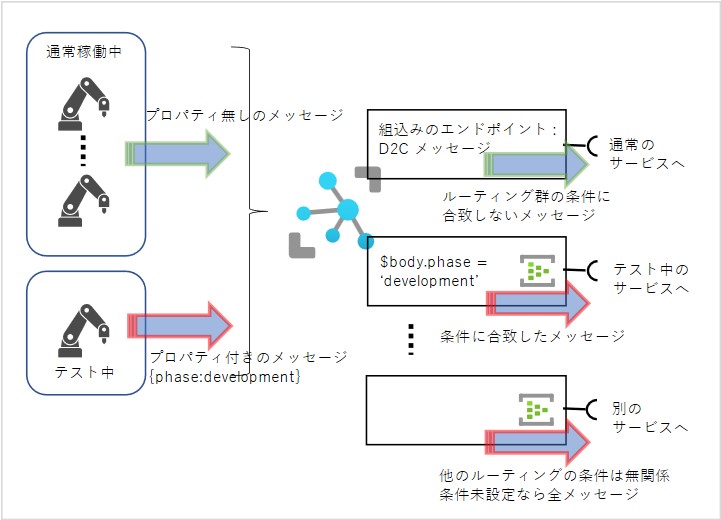 通常稼働中
プロパティ無しのメッセージ
テスト中
プロパティ付きのメッセージ
{phase:development}
組込みのエンドポイント:
D2C メッセージ
通常の
サービスへ
ルーティング群の条件に
合致しないメッセージ
$body.phase =
‘development’
テスト中の
サービスへ
条件に合致したメッセージ
別の
サービスへ
他のルーティングの条件は無関係
条件未設定なら全メッセージ